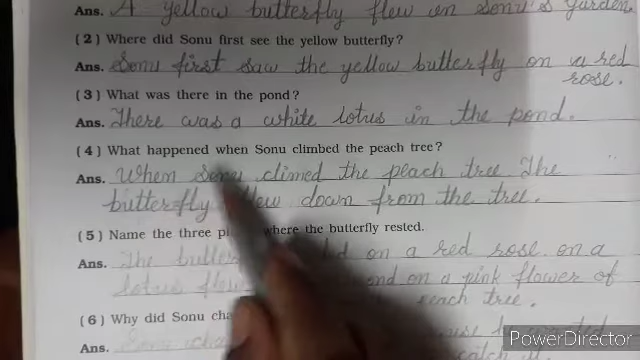 Ans. A yellow butterfly flew in Sonu's garden.
(2) Where did Sonu first see the yellow butterfly?
Ans. Sonu first saw the yellow butterfly on a red
rose.
(3) What was there in the pond?
Ans. There was a white lotus in the pond.
(4) What happened when Sonu climbed the peach tree?
Ans. When Sonu climed the peach tree. The
butterfly flew down from the tree.
(5) Name the three where the butterfly rested.
Ans. The on a red rose on a
lotus and on a pink flower of
peach tree.
(6) Why did Sonu
Ans. Sonu
PowerDirector